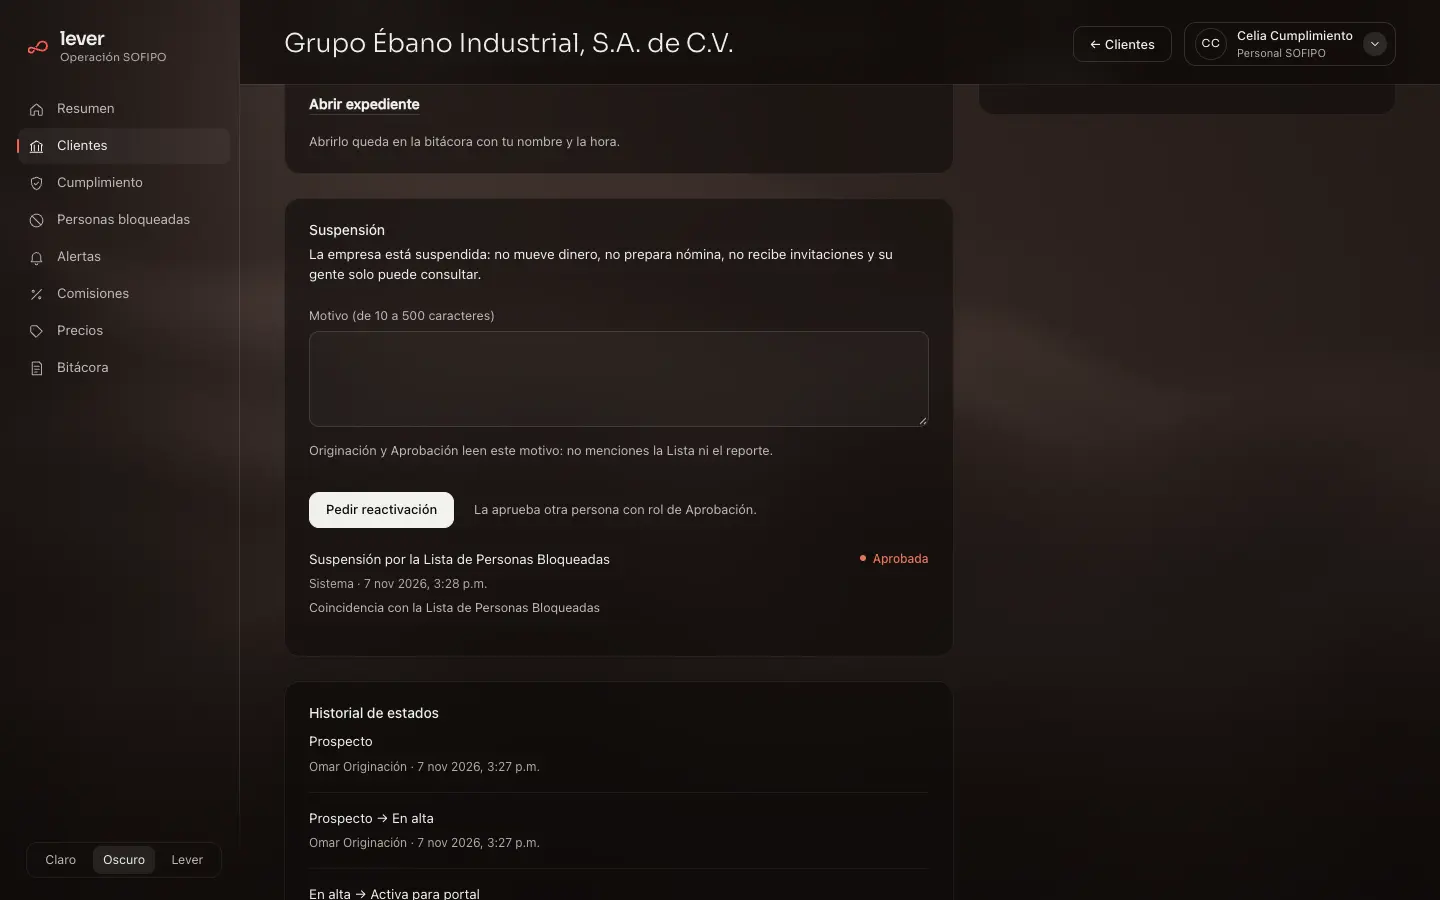 lever
Operación SOFIPO
Resumen
Clientes
Cumplimiento
Personas bloqueadas
Alertas
Comisiones
Precios
Bitácora
Claro
Oscuro
Lever
Grupo Ébano Industrial, S.A. de C.V.
← Clientes
CC
Celia Cumplimiento
Personal SOFIPO
Abrir expediente
Abrirlo queda en la bitácora con tu nombre y la hora.
Suspensión
La empresa está suspendida: no mueve dinero, no prepara nómina, no recibe invitaciones y su
gente solo puede consultar.
Motivo (de 10 a 500 caracteres)
Originación y Aprobación leen este motivo: no menciones la Lista ni el reporte.
Pedir reactivación
La aprueba otra persona con rol de Aprobación.
Suspensión por la Lista de Personas Bloqueadas
Aprobada
Sistema · 7 nov 2026, 3:28 p.m.
Coincidencia con la Lista de Personas Bloqueadas
Historial de estados
Prospecto
Omar Originación · 7 nov 2026, 3:27 p.m.
Prospecto → En alta
Omar Originación · 7 nov 2026, 3:27 p.m.
En alta → Activa para portal